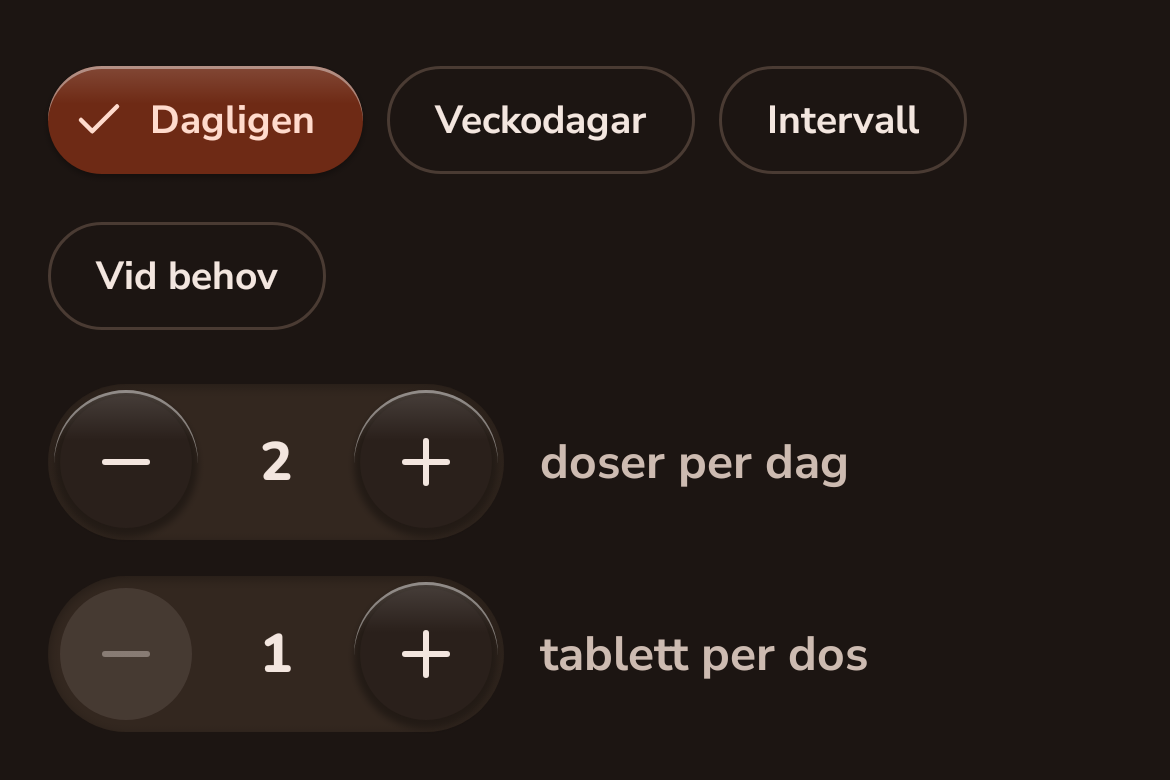 Dagligen Veckodagar Intervall
Vid behov
2 doser per dag
1 tablett per dos